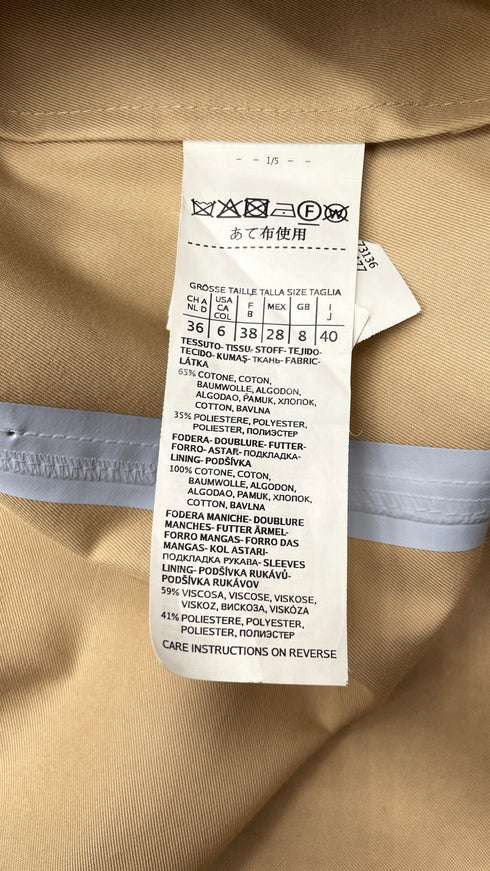 - - 1/5 - -
F W
あて布使用
73136
77
GRÖSSE TAILLE TALLA SIZE TAGLIA
CH A NL D USA CA COL F B MEX GB I J
36 6 38 28 8 40
TESSUTO- TISSU- STOFF- TEJIDO-
TECIDO- KUMAŞ- ТКАНЬ- FABRIC-
LÁTKA
65% COTONE, COTON,
BAUMWOLLE, ALGODON,
ALGODAO, PAMUK, ХЛОПОК,
COTTON, BAVLNA
35% POLIESTERE, POLYESTER,
POLIESTER, ПОЛИЭСТЕР
FODERA- DOUBLURE- FUTTER-
FORRO- ASTAR- ПОДКЛАДКА-
LINING- PODŠÍVKA
100% COTONE, COTON,
BAUMWOLLE, ALGODON,
ALGODAO, PAMUK, ХЛОПОК,
COTTON, BAVLNA
FODERA MANICHE- DOUBLURE
MANCHES- FUTTER ÄRMEL-
FORRO MANGAS- FORRO DAS
MANGAS- KOL ASTARI-
ПОДКЛАДКА РУКАВА- SLEEVES
LINING- PODŠÍVKA RUKÁVŮ-
PODŠÍVKA RUKÁVOV
59% VISCOSA, VISCOSE, VISKOSE,
VISKOZ, ВИСКОЗА, VISKÓZA
41% POLIESTERE, POLYESTER,
POLIESTER, ПОЛИЭСТЕР
CARE INSTRUCTIONS ON REVERSE